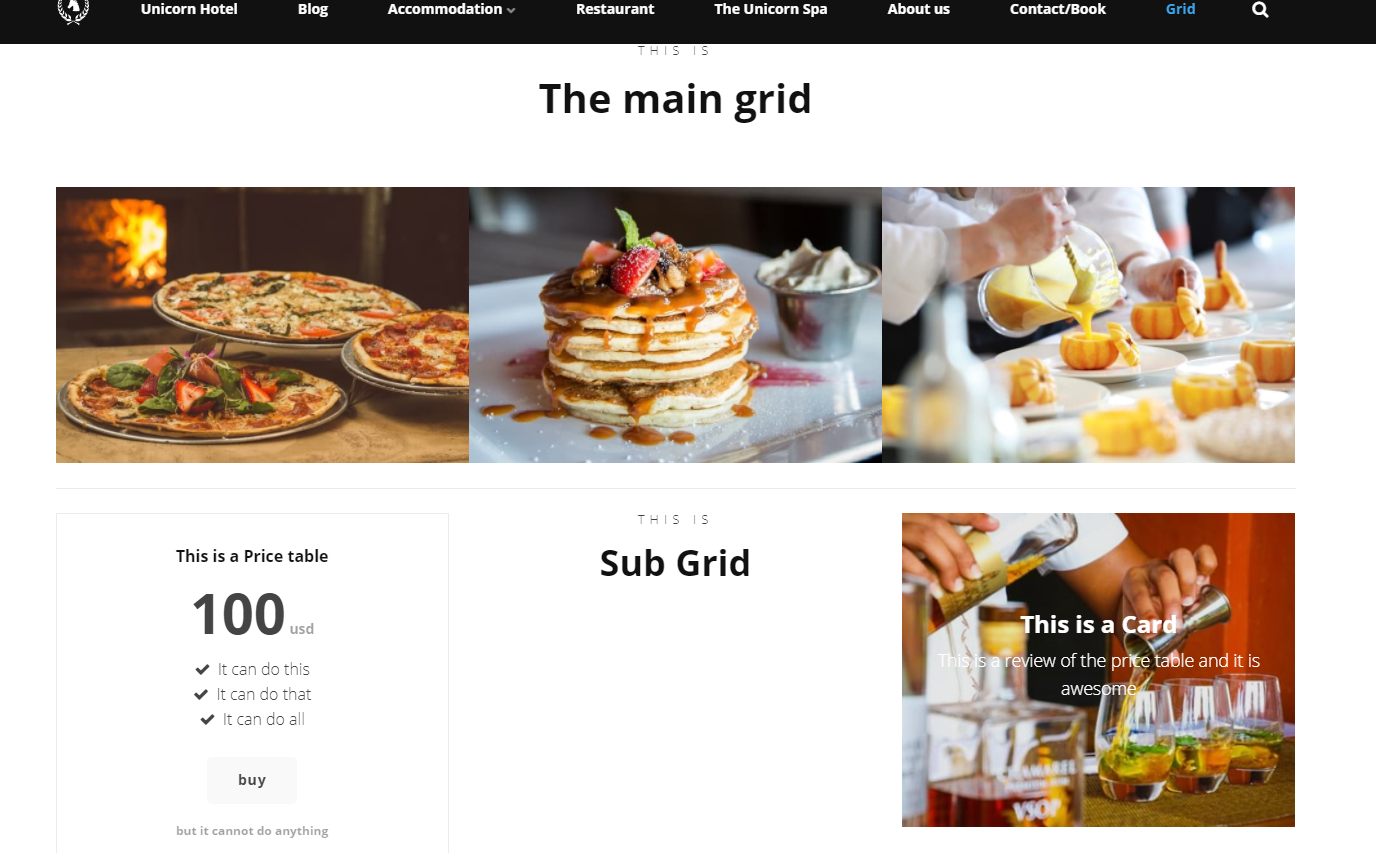 Unicorn Hotel
Blog
Accommodation
Restaurant
The Unicorn Spa
About us
Contact/Book
Grid
THIS IS
The main grid
This is a Price table
100 usd
It can do this
It can do that
It can do all
buy
but it cannot do anything
THIS IS
Sub Grid
This is a Card
This is a review of the price table and it is
awesome
VSOP